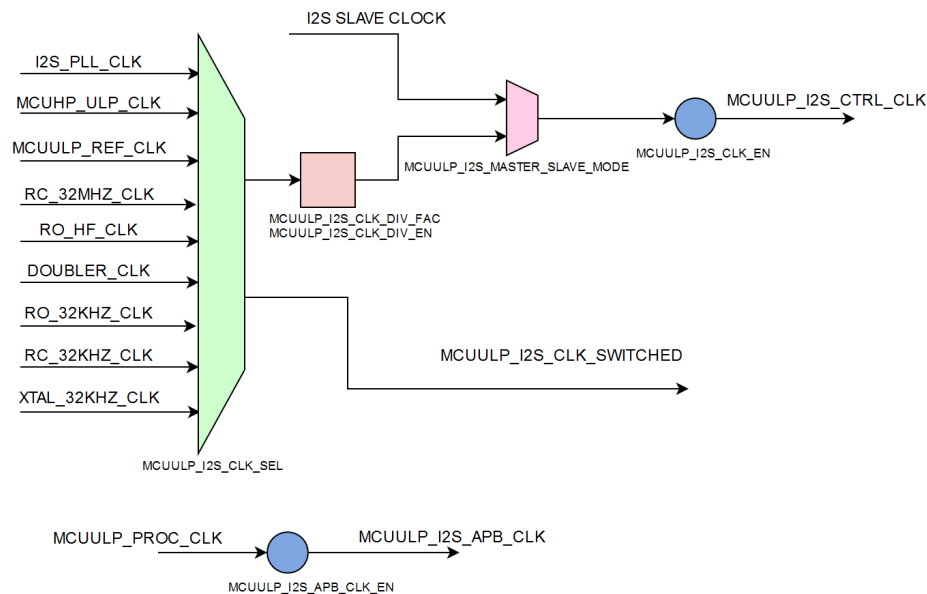 I2S SLAVE CLOCK
I2S_PLL_CLK
MCUHP_ULP_CLK
MCUULP_REF_CLK
RC_32MHZ_CLK
RO_HF_CLK
DOUBLER_CLK
RO_32KHZ_CLK
RC_32KHZ_CLK
XTAL_32KHZ_CLK
MCUULP_I2S_CLK_SEL
MCUULP_I2S_CLK_DIV_FAC
MCUULP_I2S_CLK_DIV_EN
MCUULP_I2S_MASTER_SLAVE_MODE
MCUULP_I2S_CLK_EN
MCUULP_I2S_CTRL_CLK
MCUULP_I2S_CLK_SWITCHED
MCUULP_PROC_CLK
MCUULP_I2S_APB_CLK
MCUULP_I2S_APB_CLK_EN